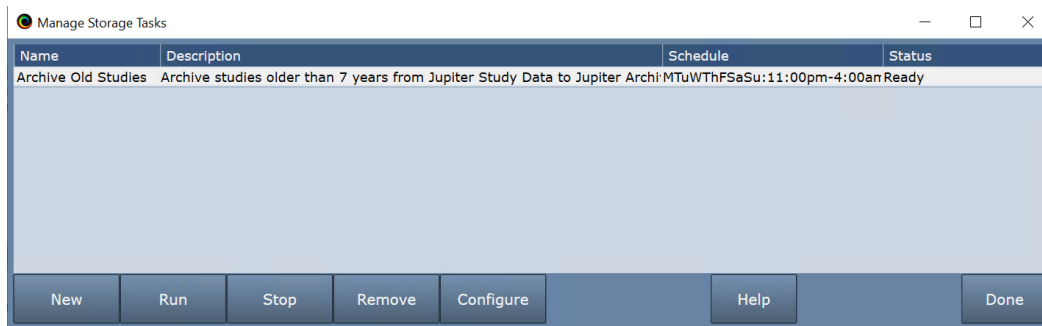 Manage Storage Tasks
Name Description Schedule Status
Archive Old Studies Archive studies older than 7 years from Jupiter Study Data to Jupiter Archi MTuWThFSaSu:11:00pm-4:00am Ready
New Run Stop Remove Configure Help Done